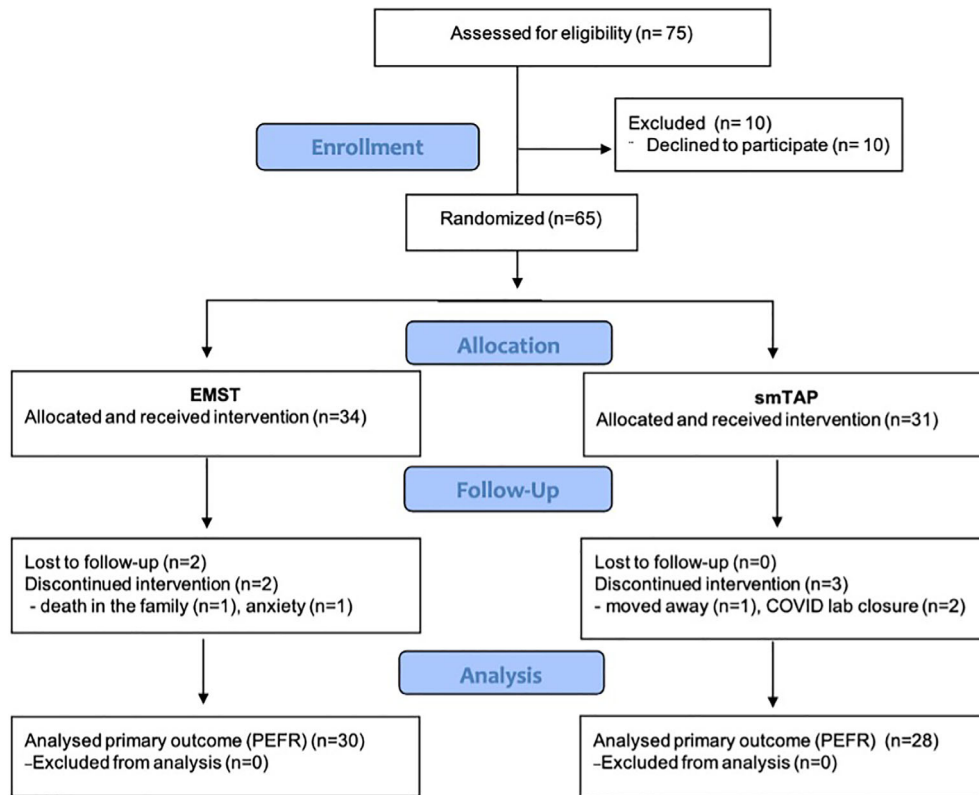 Assessed for eligibility (n= 75)
Excluded (n= 10)
¨ Declined to participate (n= 10)
Enrollment
Randomized (n=65)
Allocation
EMST
Allocated and received intervention (n=34)
smTAP
Allocated and received intervention (n=31)
Follow-Up
Lost to follow-up (n=2)
Discontinued intervention (n=2)
- death in the family (n=1), anxiety (n=1)
Lost to follow-up (n=0)
Discontinued intervention (n=3)
- moved away (n=1), COVID lab closure (n=2)
Analysis
Analysed primary outcome (PEFR) (n=30)
–Excluded from analysis (n=0)
Analysed primary outcome (PEFR) (n=28)
–Excluded from analysis (n=0)